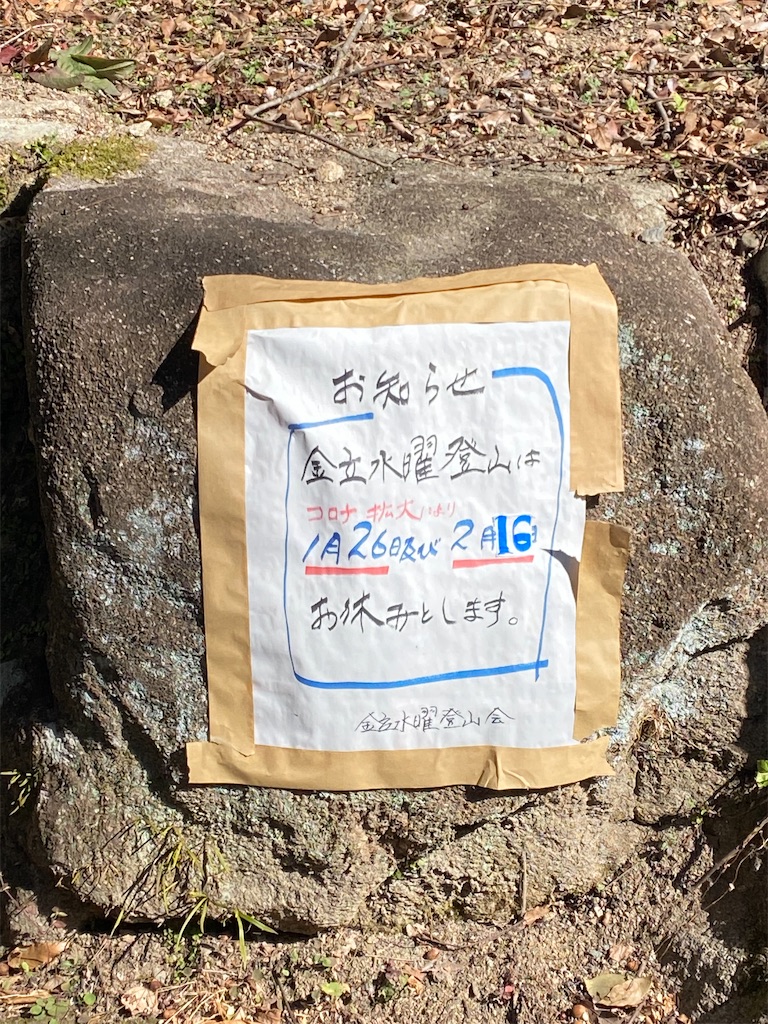 お知らせ
金立水曜登山は
コロナ拡大により
1月26日及び2月16日
お休みとします。
金立水曜登山会